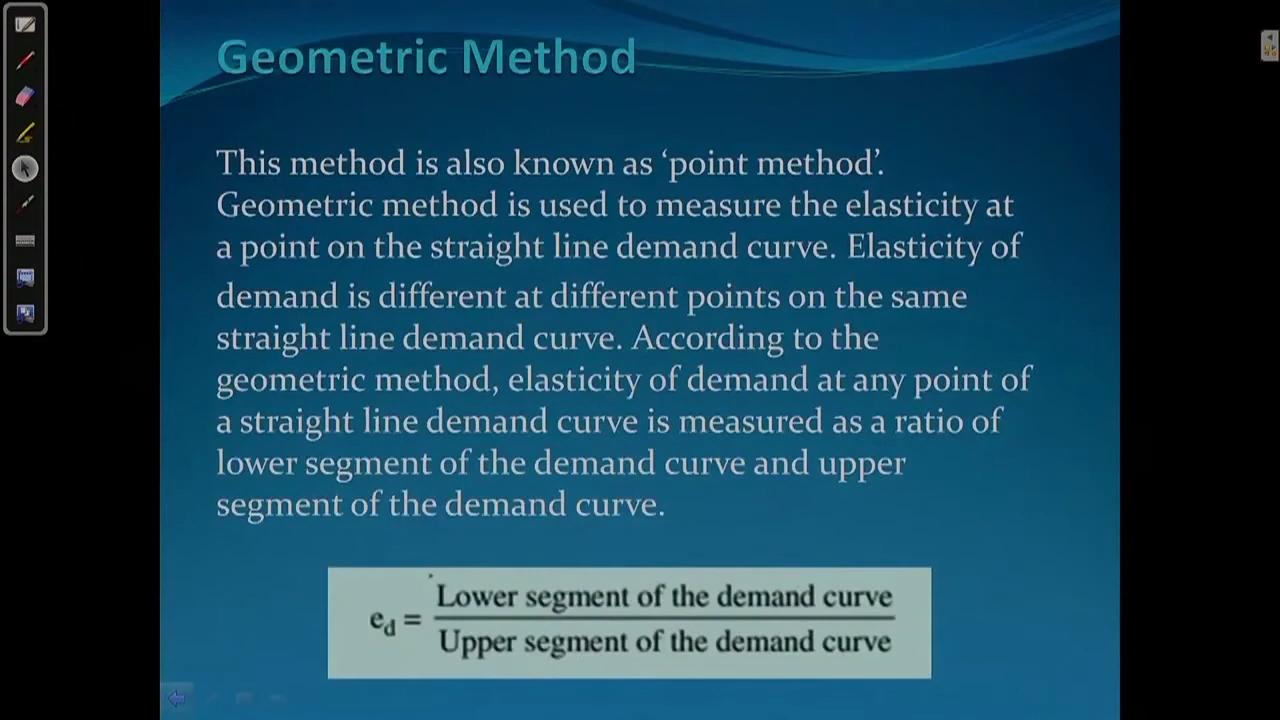 Geometric Method
This method is also known as ‘point method’.
Geometric method is used to measure the elasticity at
a point on the straight line demand curve. Elasticity of
demand is different at different points on the same
straight line demand curve. According to the
geometric method, elasticity of demand at any point of
a straight line demand curve is measured as a ratio of
lower segment of the demand curve and upper
segment of the demand curve.
Lower segment of the demand curve
e_d =
Upper segment of the demand curve